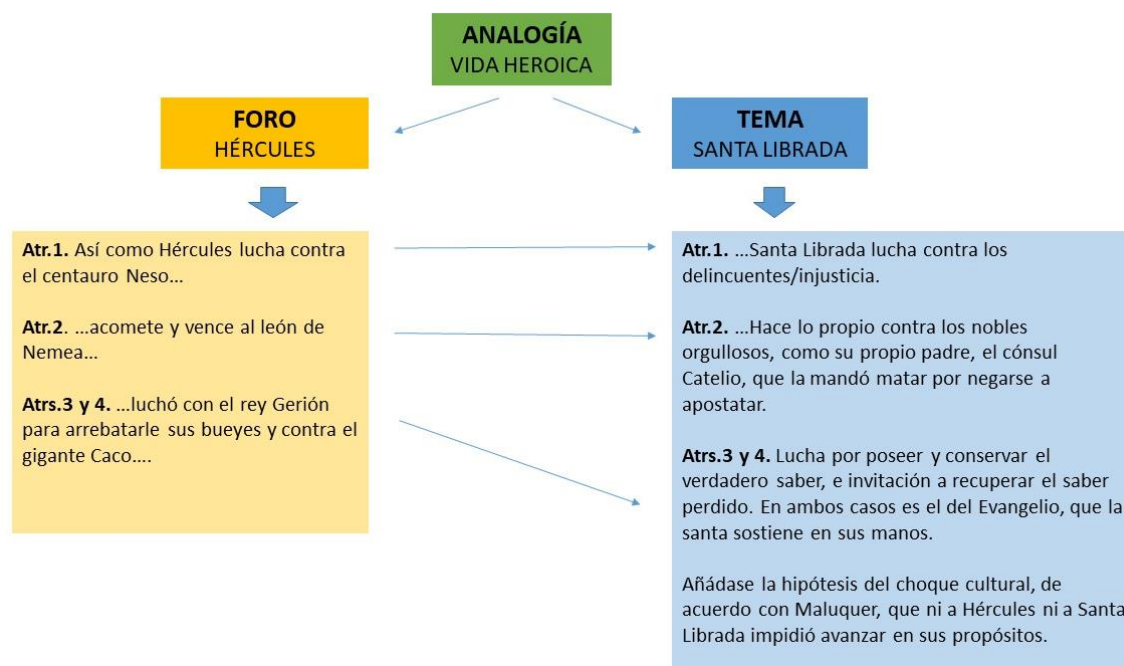 ANALOGÍA
VIDA HEROICA
FORO
HÉRCULES
TEMA
SANTA LIBRADA
Atr.1. Así como Hércules lucha contra
el centauro Neso...
Atr.2. ...acomete y vence al león de
Nemea...
Atrs.3 y 4. ...luchó con el rey Gerión
para arrebatarle sus bueyes y contra el
gigante Caco....
Atr.1. ...Santa Librada lucha contra los
delincuentes/injusticia.
Atr.2. ...Hace lo propio contra los nobles
orgullosos, como su propio padre, el cónsul
Catelio, que la mandó matar por negarse a
apostatar.
Atrs.3 y 4. Lucha por poseer y conservar el
verdadero saber, e invitación a recuperar el saber
perdido. En ambos casos es el del Evangelio, que la
santa sostiene en sus manos.
Añádase la hipótesis del choque cultural, de
acuerdo con Maluquer, que ni a Hércules ni a Santa
Librada impidió avanzar en sus propósitos.